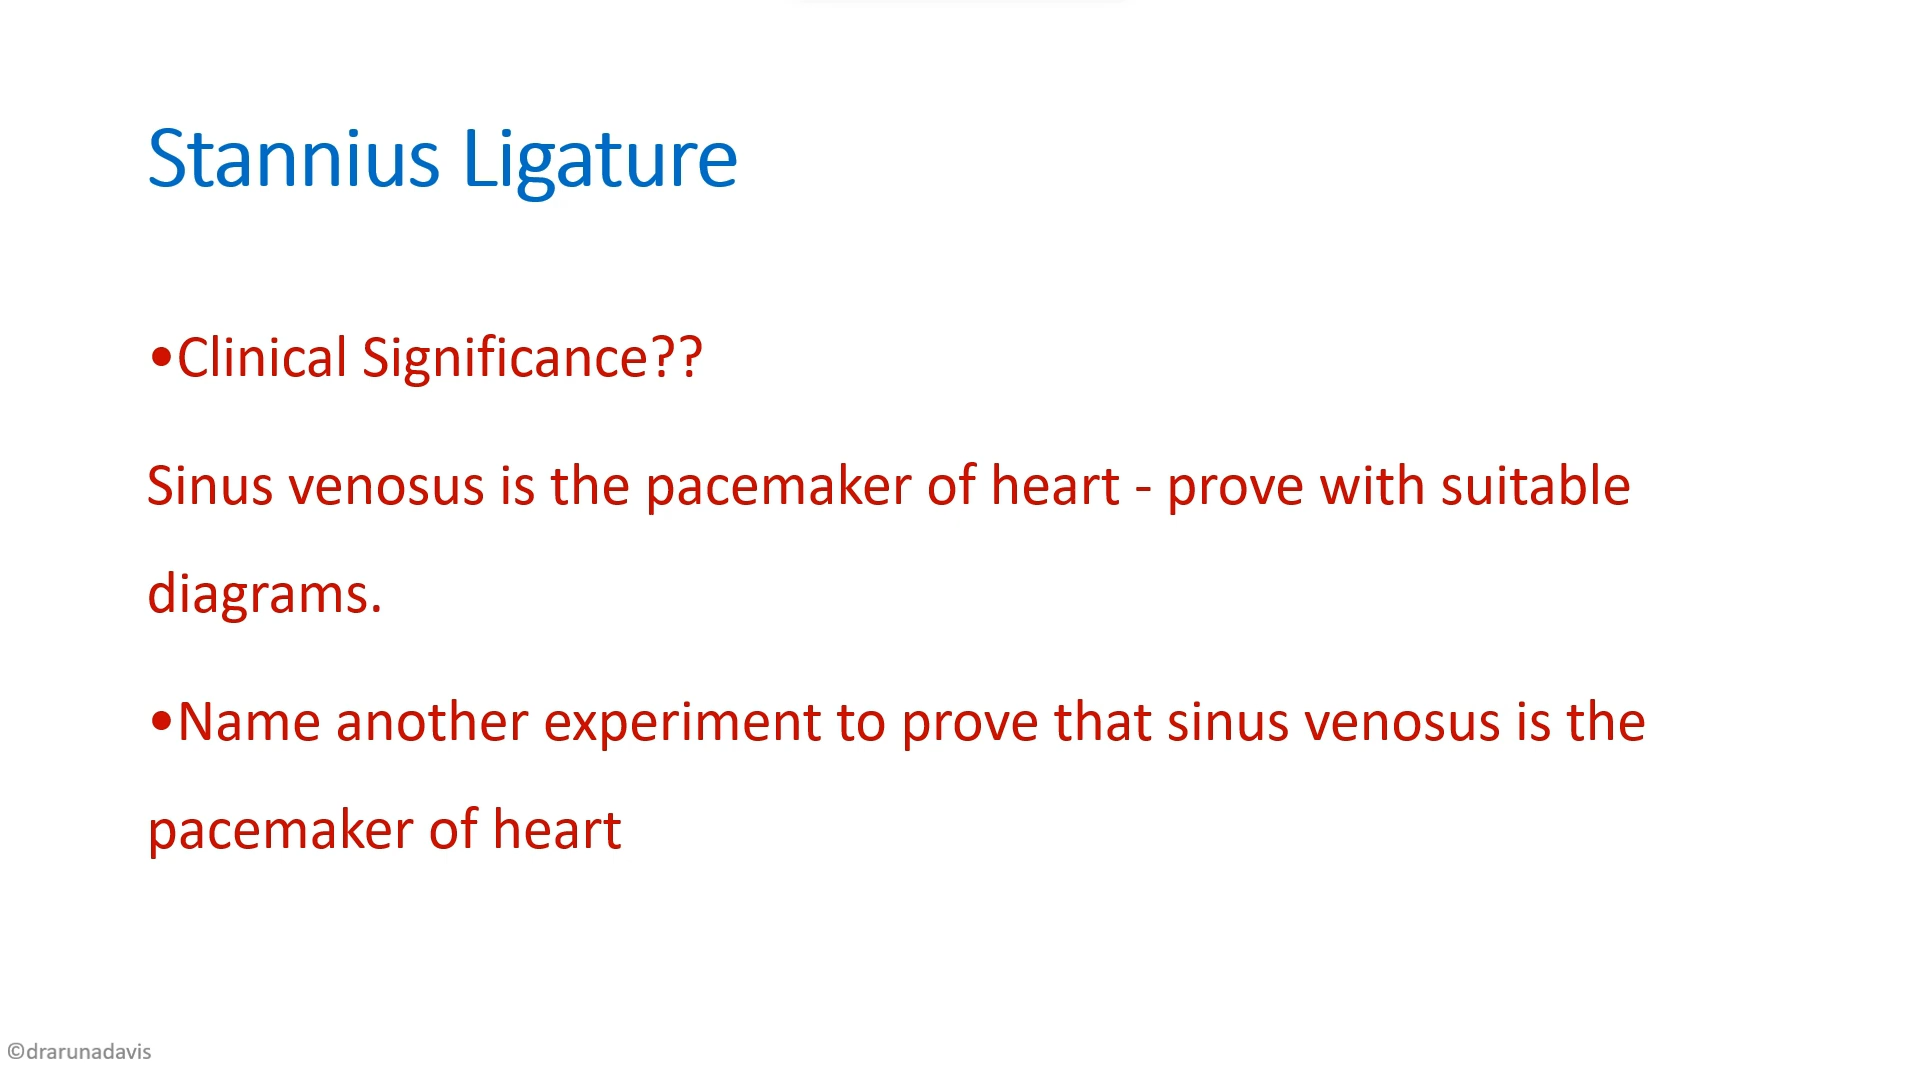 Stannius Ligature
•Clinical Significance??
Sinus venosus is the pacemaker of heart - prove with suitable
diagrams.
•Name another experiment to prove that sinus venosus is the
pacemaker of heart
©drarunadavis